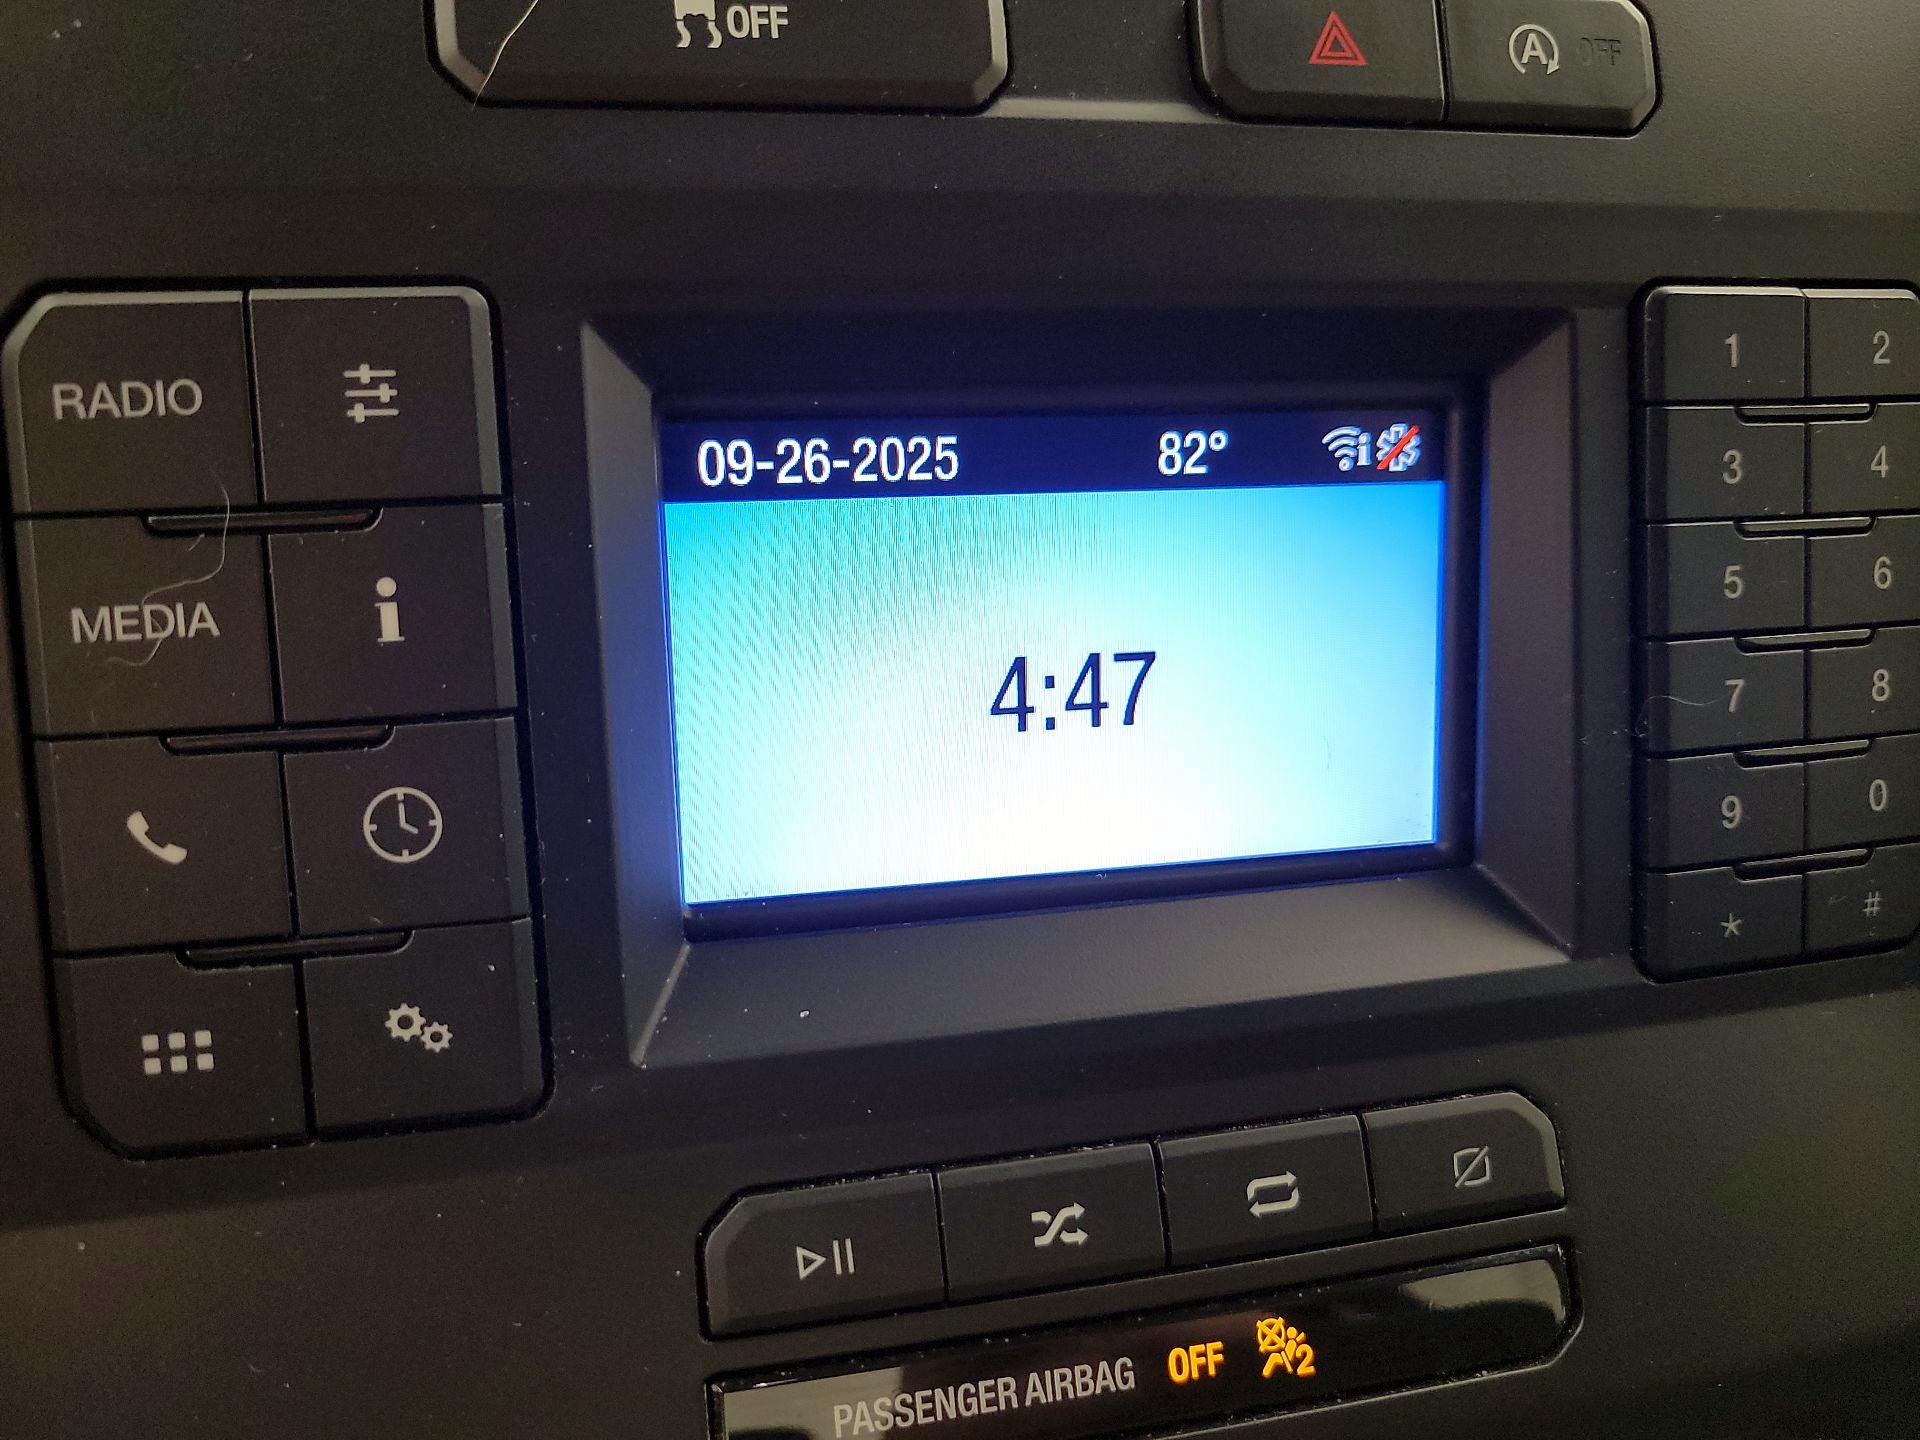 OFF
A OFF
RADIO
MEDIA
i
09-26-2025 82°
4:47
1 2
3 4
5 6
7 8
9 0
* #
PASSENGER AIRBAG OFF 2